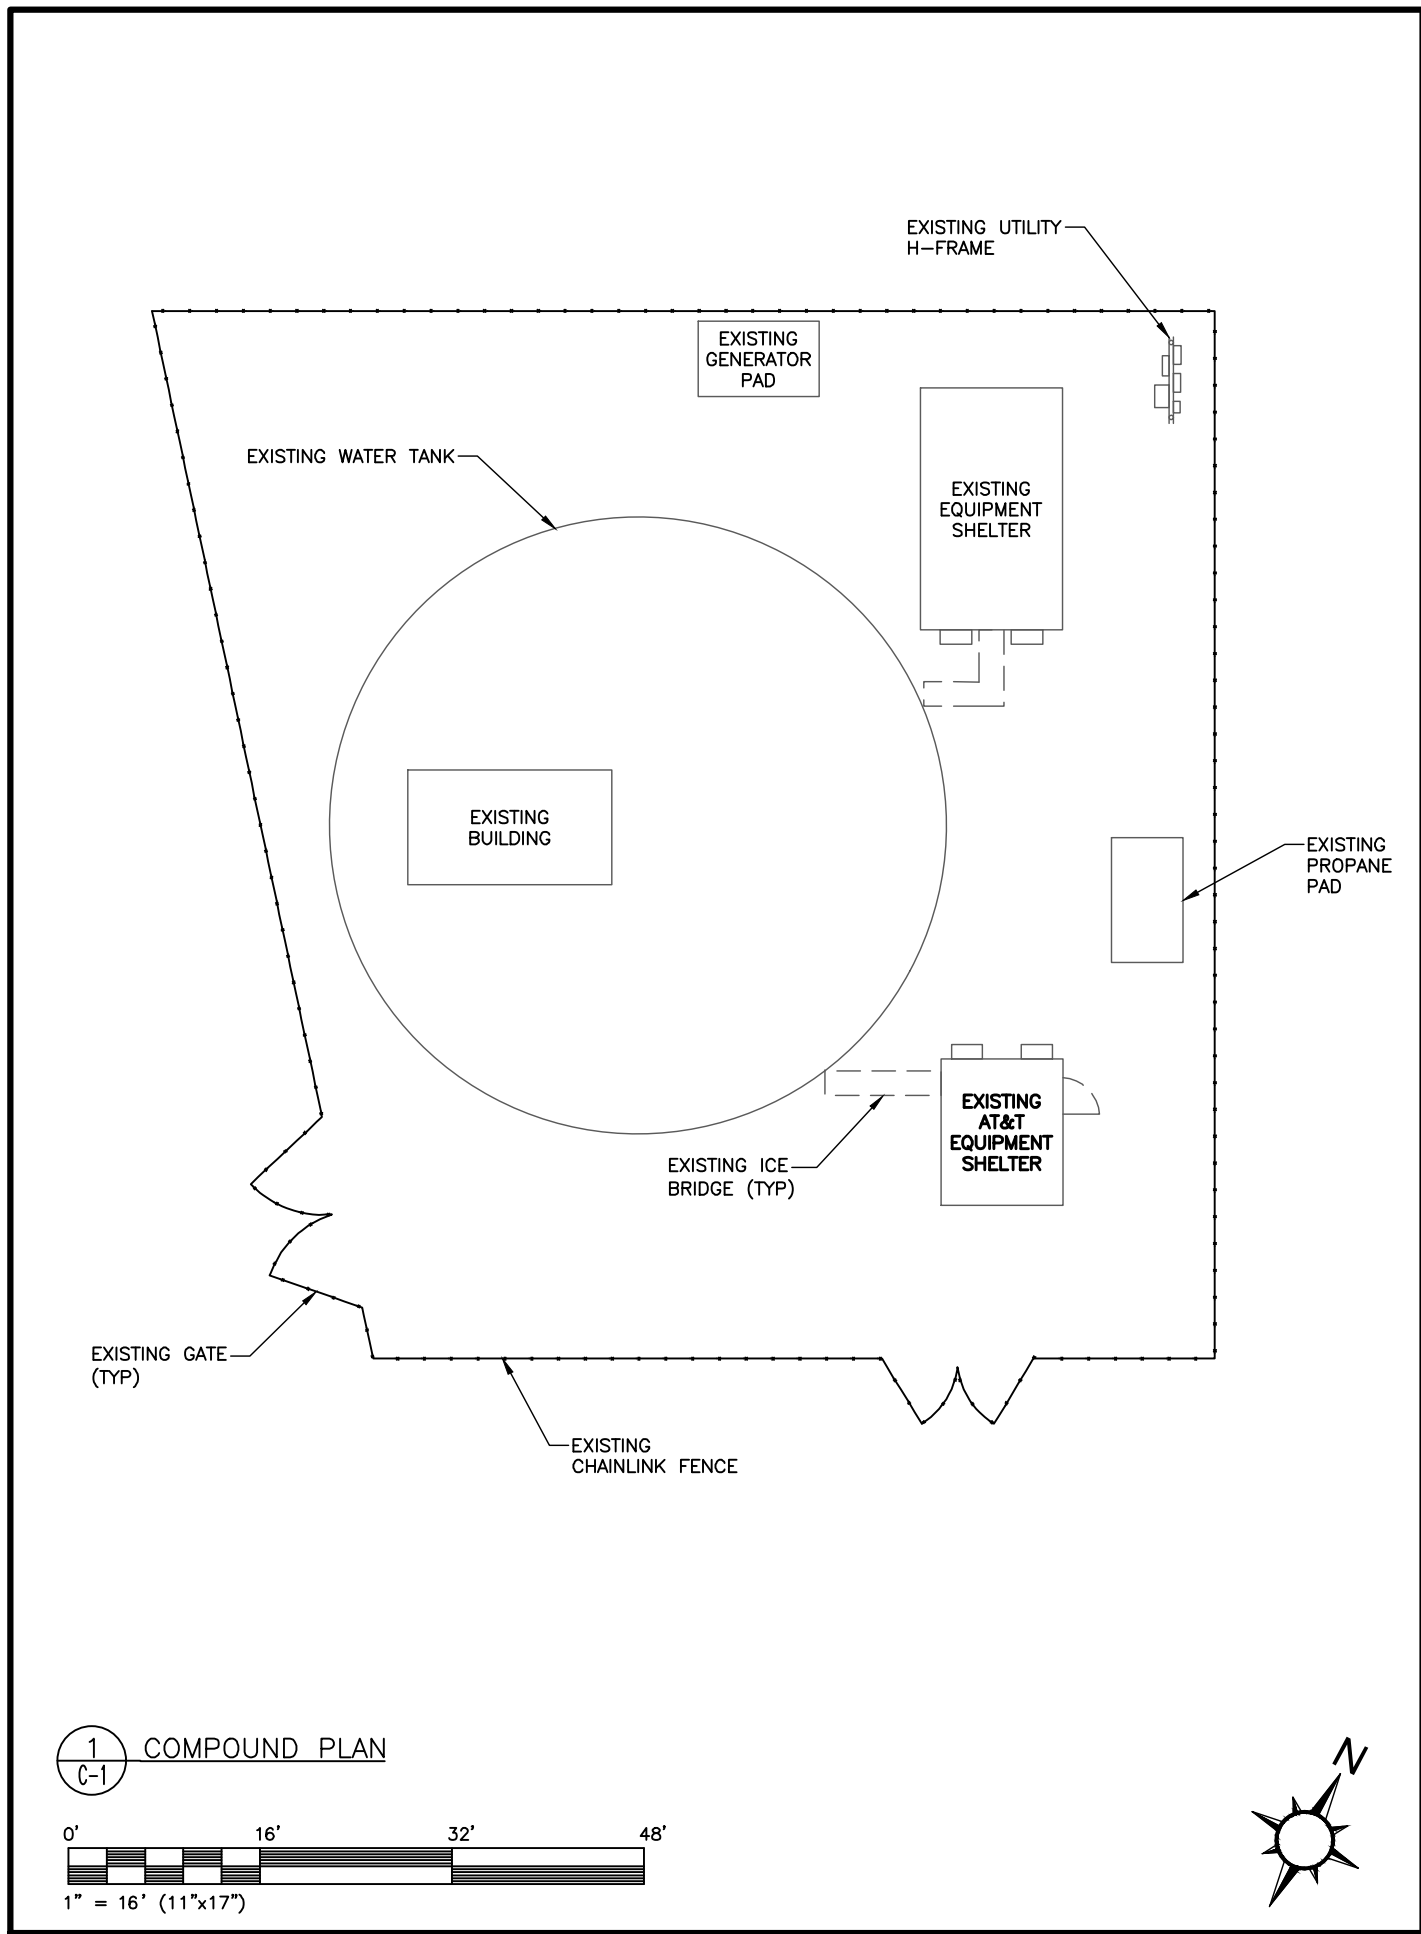 EXISTING UTILITY
H-FRAME
EXISTING
GENERATOR
PAD
EXISTING WATER TANK
EXISTING
EQUIPMENT
SHELTER
EXISTING
BUILDING
EXISTING
PROPANE
PAD
EXISTING
AT&T
EQUIPMENT
SHELTER
EXISTING ICE
BRIDGE (TYP)
EXISTING GATE
(TYP)
EXISTING
CHAINLINK FENCE
1
C-1
COMPOUND PLAN
N
0' 16' 32' 48'
1" = 16' (11"x17")